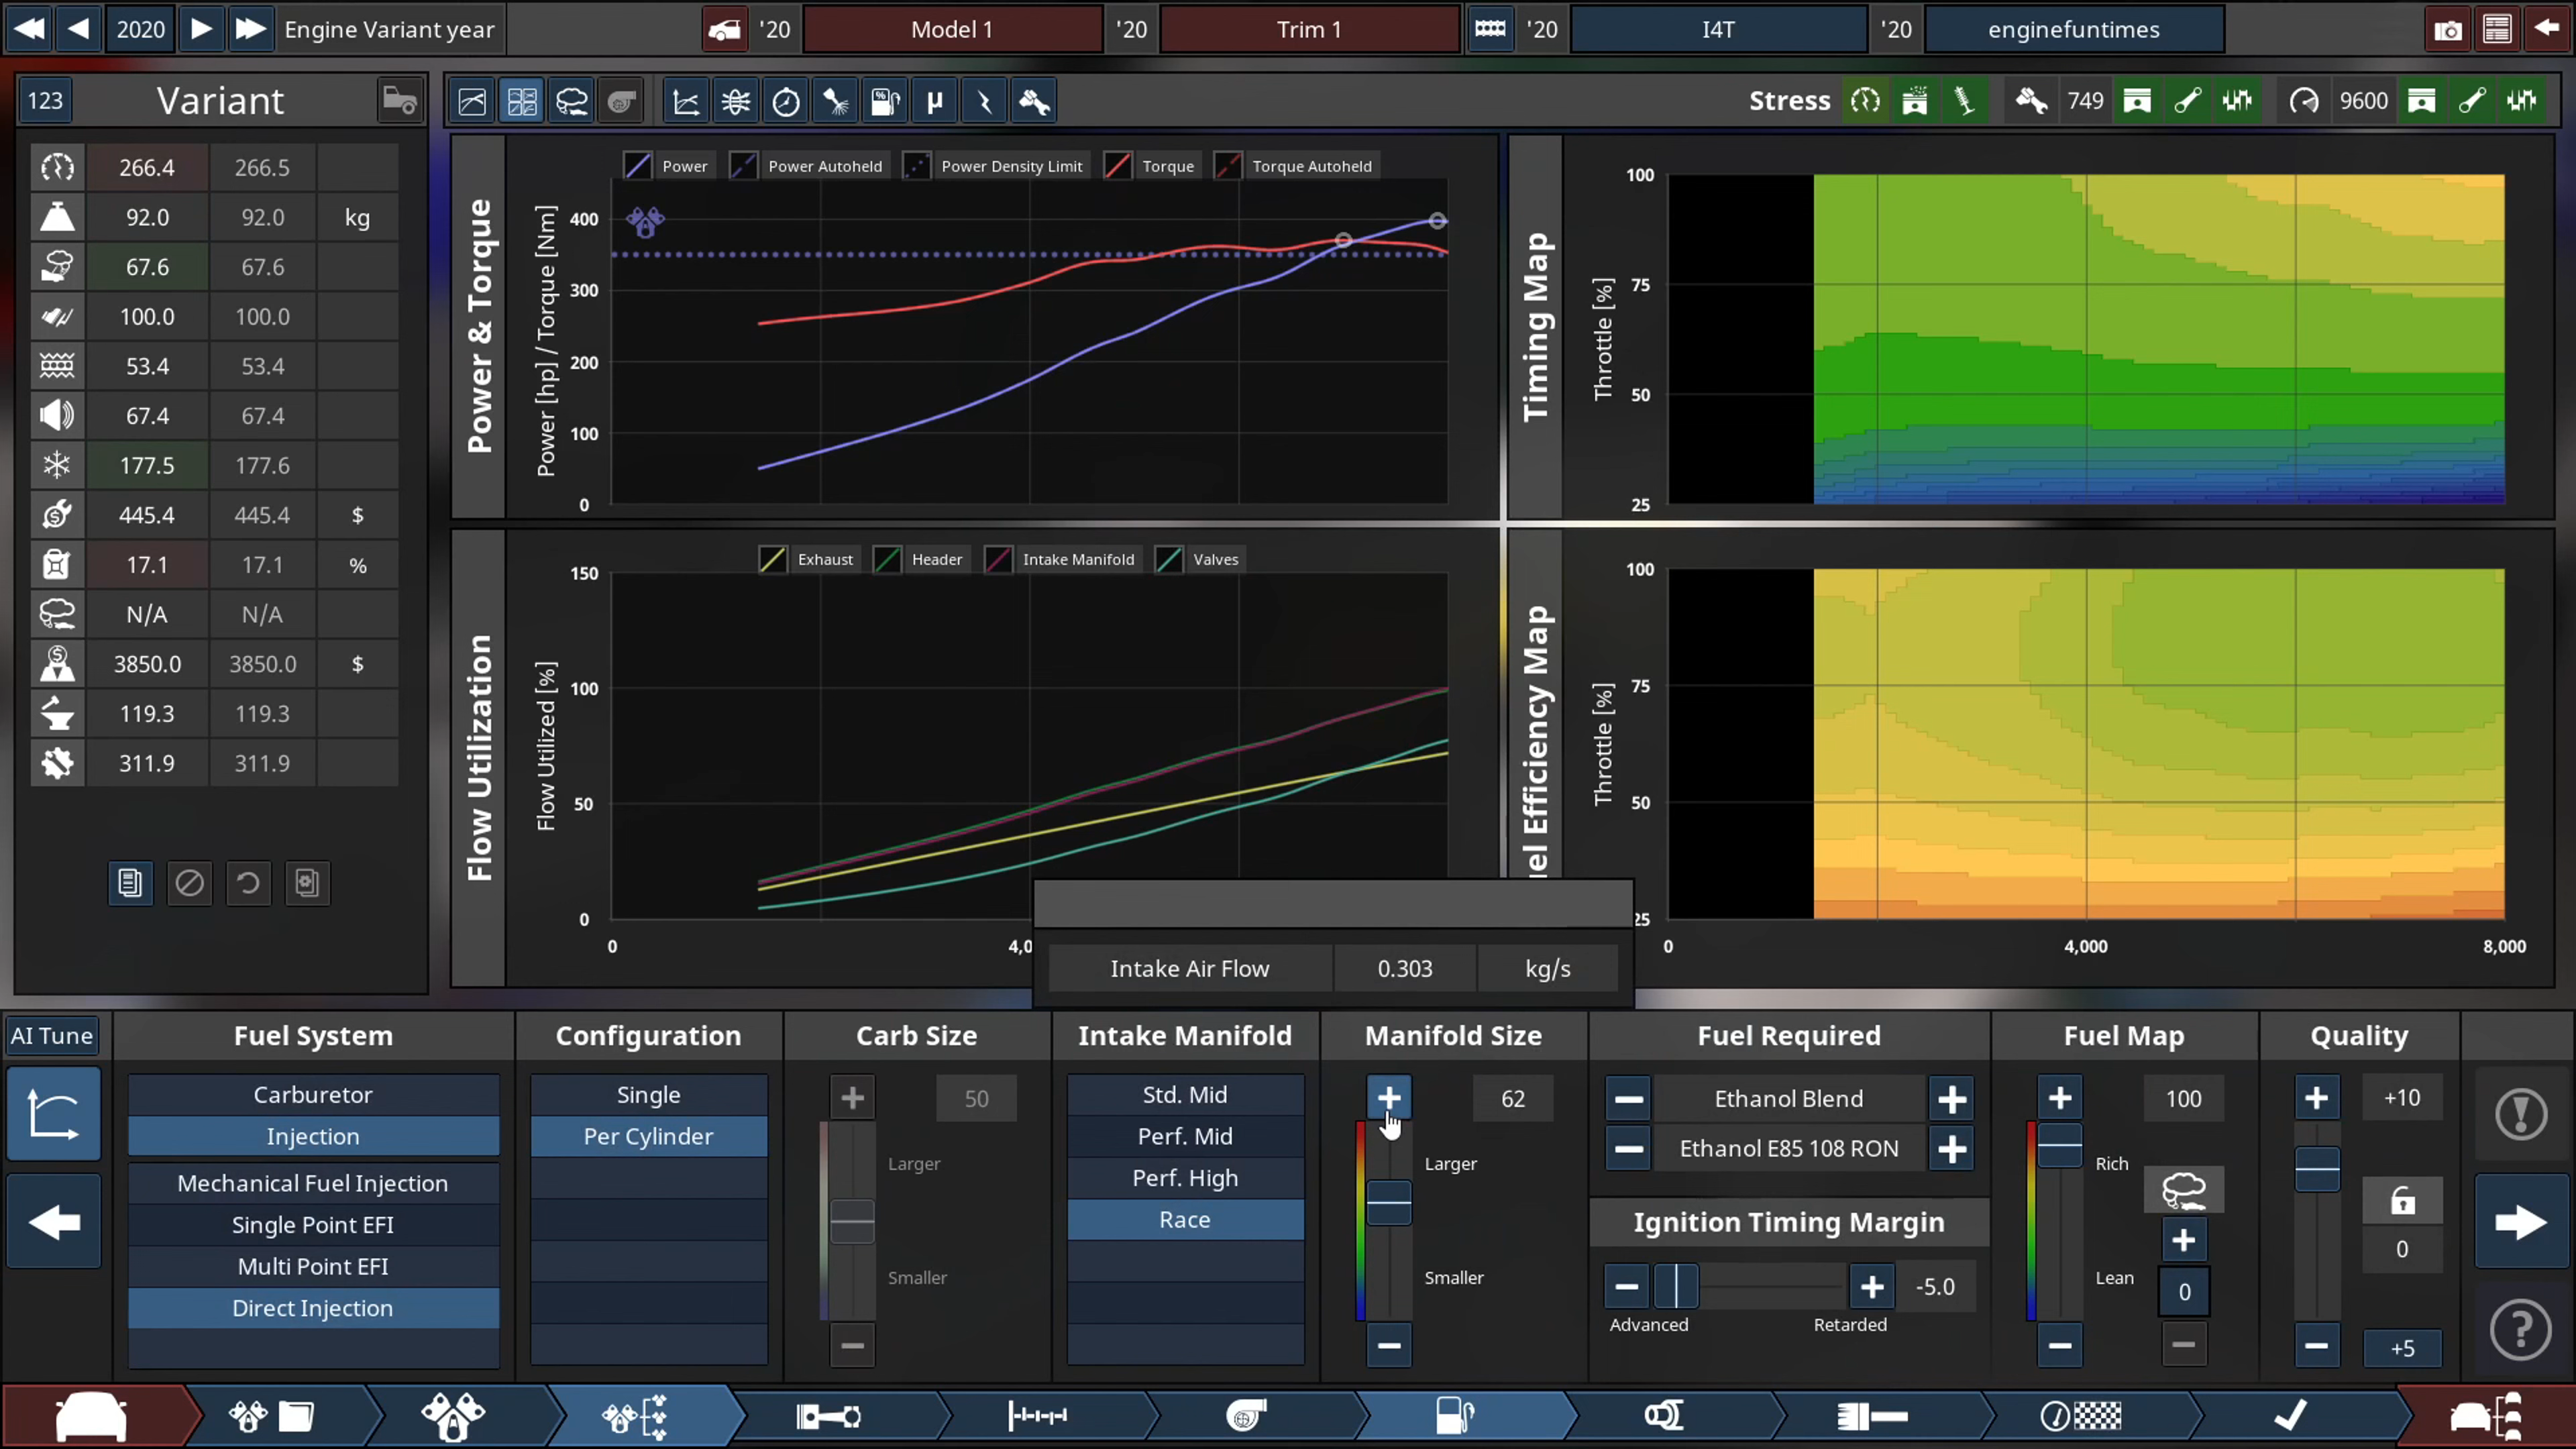 2020
Engine Variant year
'20
Model 1
'20
Trim 1
'20
I4T
'20
enginefuntimes
123
Variant
%
μ
Stress
749
9600
266.4 266.5
92.0 92.0 kg
67.6 67.6
100.0 100.0
53.4 53.4
67.4 67.4
177.5 177.6
445.4 445.4 $
17.1 17.1 %
N/A N/A
3850.0 3850.0 $
119.3 119.3
311.9 311.9
Power & Torque
Power [hp] / Torque [Nm]
Power
Power Autoheld
Power Density Limit
Torque
Torque Autoheld
400
300
200
100
0
Timing Map
Throttle [%]
100
75
50
25
Flow Utilization
Flow Utilized [%]
Exhaust
Header
Intake Manifold
Valves
150
100
50
0
0
4,0
uel Efficiency Map
Throttle [%]
100
75
50
25
0
4,000
8,000
Intake Air Flow 0.303 kg/s
AI Tune
Fuel System
Carburetor
Injection
Mechanical Fuel Injection
Single Point EFI
Multi Point EFI
Direct Injection
Configuration
Single
Per Cylinder
Carb Size
50
Larger
Smaller
Intake Manifold
Std. Mid
Perf. Mid
Perf. High
Race
Manifold Size
62
Larger
Smaller
Fuel Required
Ethanol Blend
Ethanol E85 108 RON
Ignition Timing Margin
-5.0
Advanced
Retarded
Fuel Map
100
Rich
Lean
0
Quality
+10
0
+5